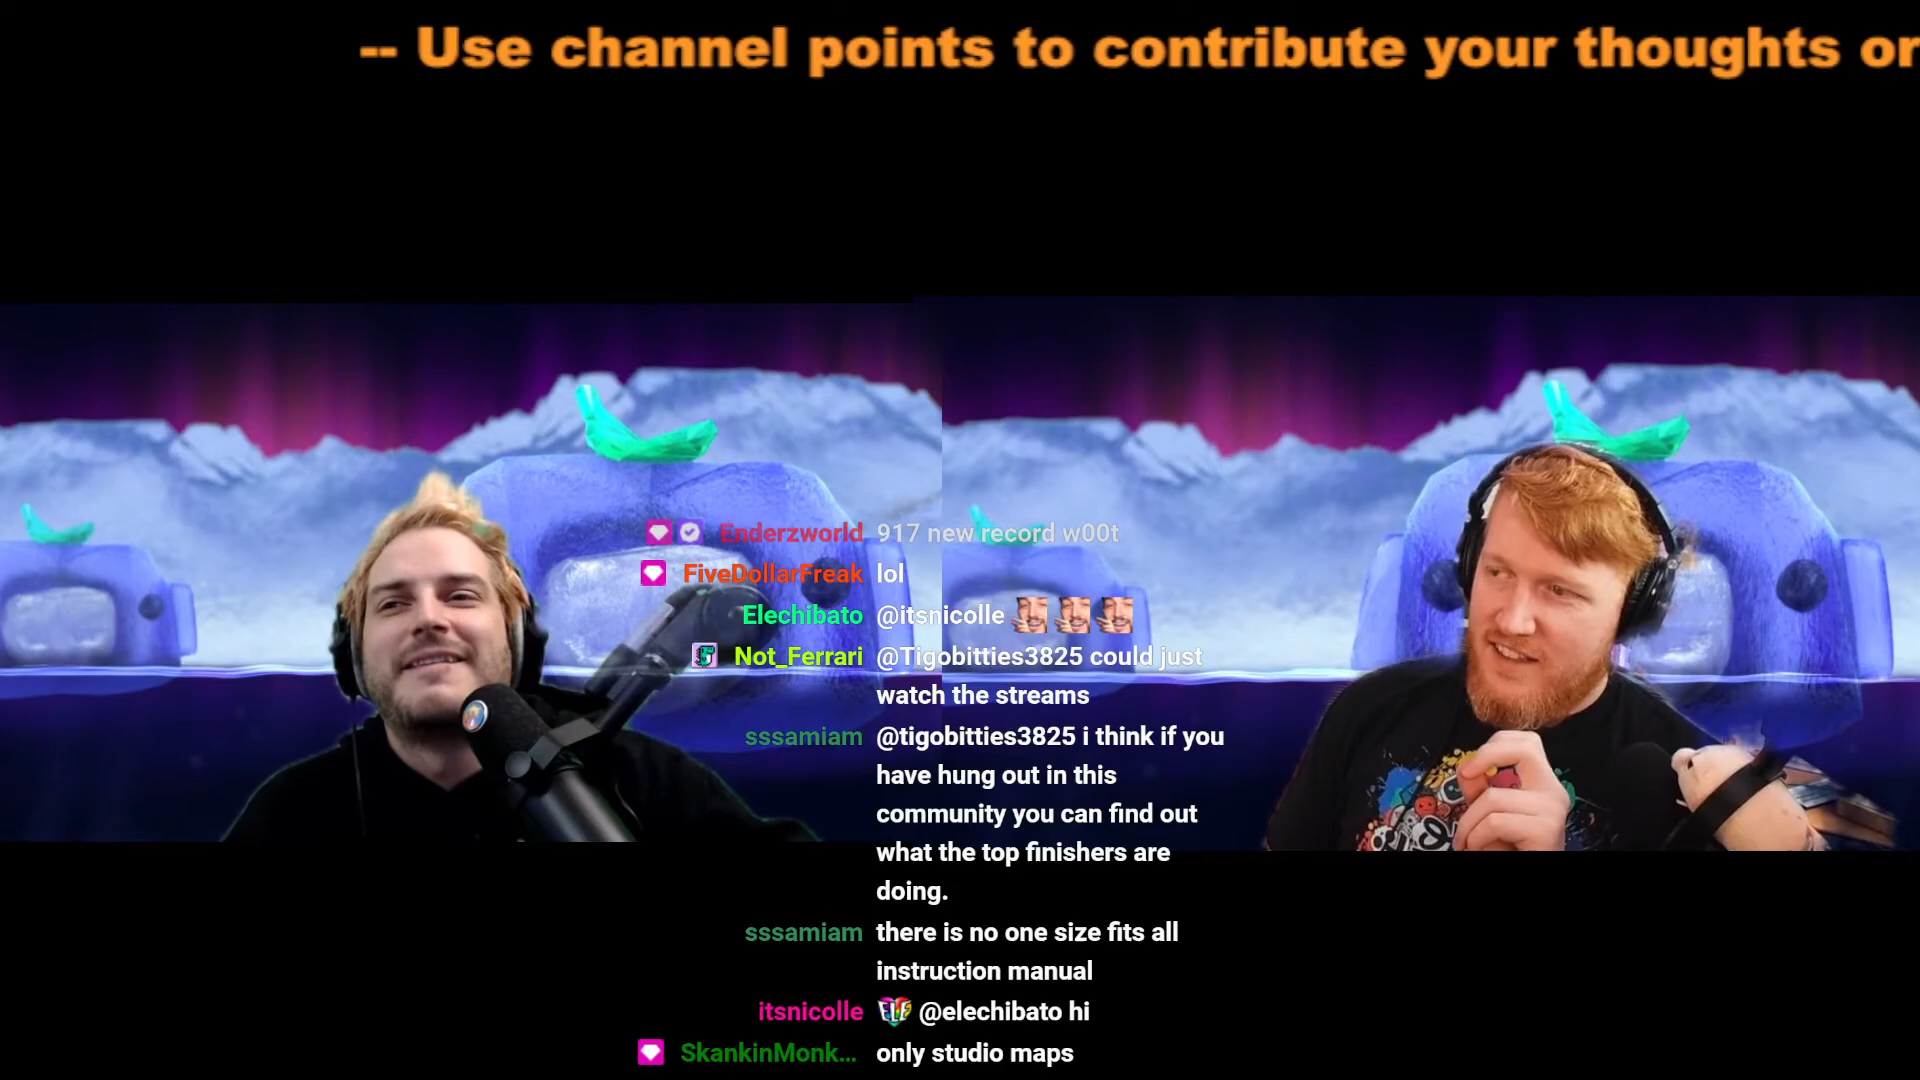 -- Use channel points to contribute your thoughts or
Enderzworld 917 new record w00t
FiveDollarFreak lol
Elechibato @itsnicolle
Not_Ferrari @Tigobitties3825 could just
watch the streams
sssamiam @tigobitties3825 i think if you
have hung out in this
community you can find out
what the top finishers are
doing.
sssamiam there is no one size fits all
instruction manual
itsnicolle ELE @elechibato hi
SkankinMonk... only studio maps